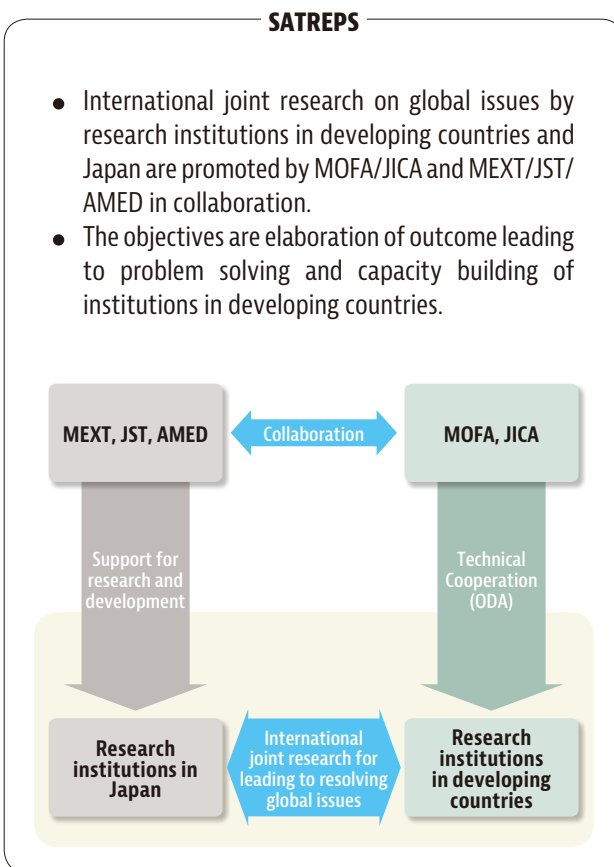 SATREPS
● International joint research on global issues by
research institutions in developing countries and
Japan are promoted by MOFA/JICA and MEXT/JST/
AMED in collaboration.
● The objectives are elaboration of outcome leading
to problem solving and capacity building of
institutions in developing countries.
MEXT, JST, AMED
Collaboration
MOFA, JICA
Support for
research and
development
Technical
Cooperation
(ODA)
Research
institutions in
Japan
International
joint research for
leading to resolving
global issues
Research
institutions
in developing
countries